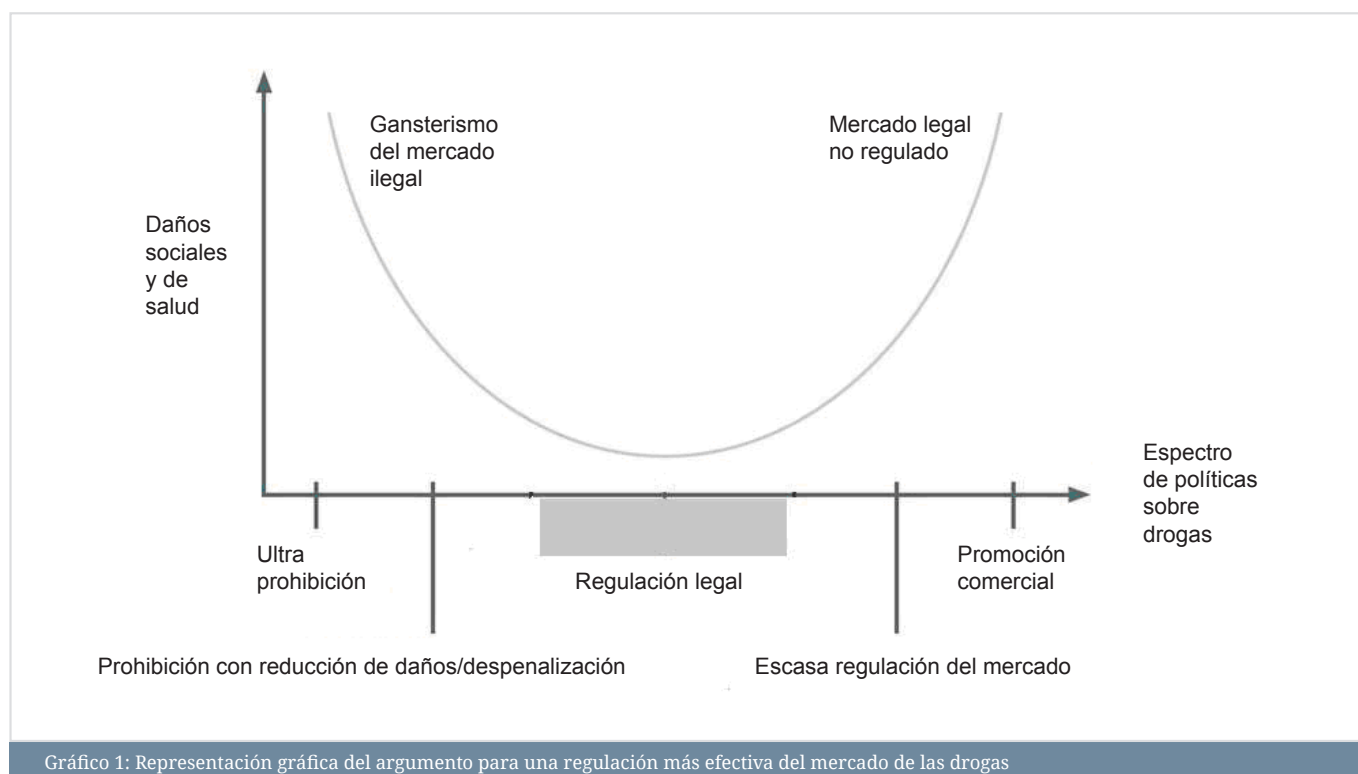 Gansterismo
del mercado
ilegal
Mercado legal
no regulado
Daños
sociales
y de
salud
Espectro
de políticas
sobre
drogas
Ultra
prohibición
Regulación legal
Promoción
comercial
Prohibición con reducción de daños/despenalización
Escasa regulación del mercado
Gráfico 1: Representación gráfica del argumento para una regulación más efectiva del mercado de las drogas